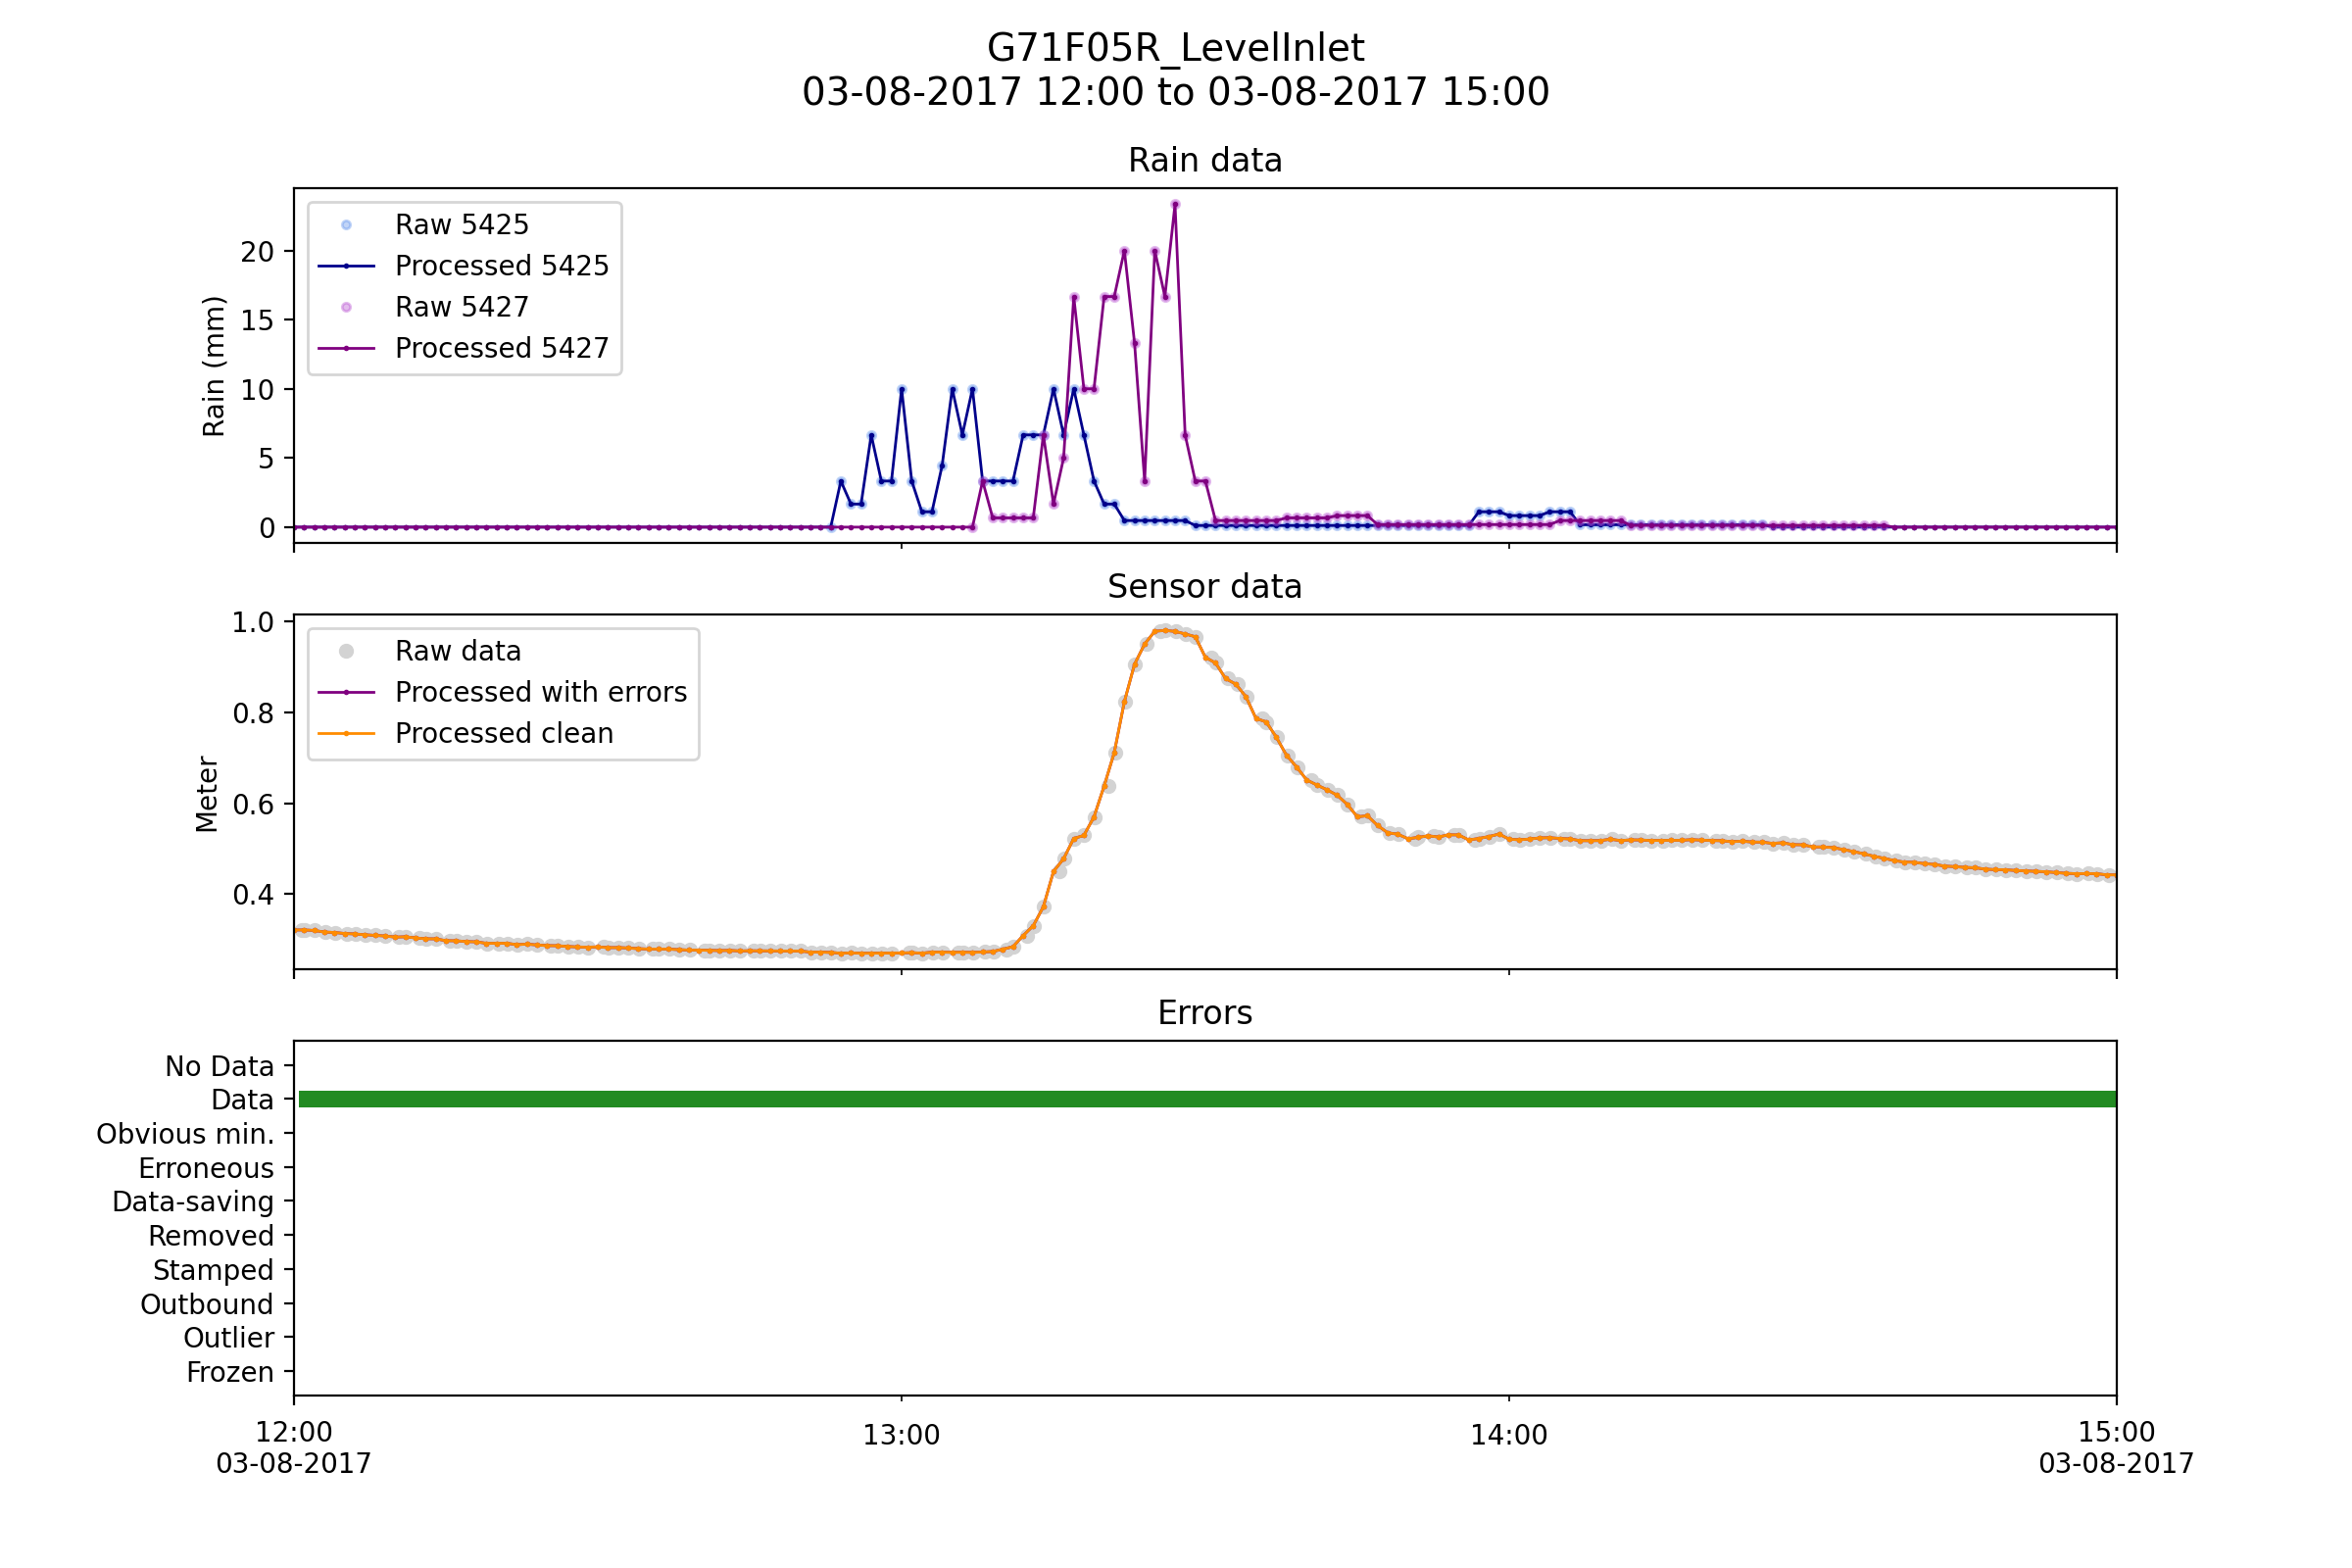 G71F05R_LevelInlet
03-08-2017 12:00 to 03-08-2017 15:00
Rain data
Rain (mm)
20
15
10
5
0
Raw 5425
Processed 5425
Raw 5427
Processed 5427
Sensor data
Meter
1.0
0.8
0.6
0.4
Raw data
Processed with errors
Processed clean
Errors
No Data
Data
Obvious min.
Erroneous
Data-saving
Removed
Stamped
Outbound
Outlier
Frozen
12:00 13:00 14:00 15:00
03-08-2017 03-08-2017